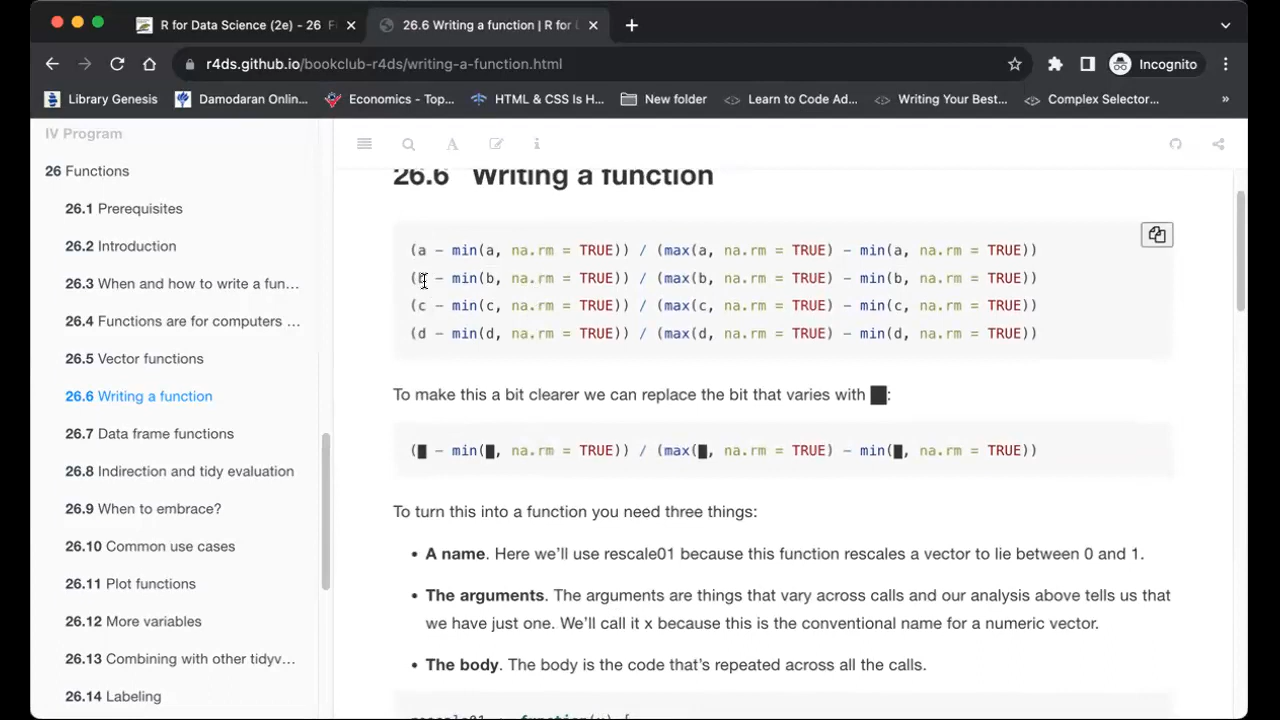 R for Data Science (2e) - 26
26.6 Writing a function | R for
r4ds.github.io/bookclub-r4ds/writing-a-function.html
Incognito
Library Genesis
Damodaran Onlin...
Economics - Top...
HTML & CSS Is H...
New folder
Learn to Code Ad...
Writing Your Best...
Complex Selector...
»
IV Program
26 Functions
26.1 Prerequisites
26.2 Introduction
26.3 When and how to write a fun...
26.4 Functions are for computers ...
26.5 Vector functions
26.6 Writing a function
26.7 Data frame functions
26.8 Indirection and tidy evaluation
26.9 When to embrace?
26.10 Common use cases
26.11 Plot functions
26.12 More variables
26.13 Combining with other tidyv...
26.14 Labeling
26.6 Writing a function
(a - min(a, na.rm = TRUE)) / (max(a, na.rm = TRUE) - min(a, na.rm = TRUE))
(b - min(b, na.rm = TRUE)) / (max(b, na.rm = TRUE) - min(b, na.rm = TRUE))
(c - min(c, na.rm = TRUE)) / (max(c, na.rm = TRUE) - min(c, na.rm = TRUE))
(d - min(d, na.rm = TRUE)) / (max(d, na.rm = TRUE) - min(d, na.rm = TRUE))
To make this a bit clearer we can replace the bit that varies with █:
(█ - min(█, na.rm = TRUE)) / (max(█, na.rm = TRUE) - min(█, na.rm = TRUE))
To turn this into a function you need three things:
• A name. Here we'll use rescale01 because this function rescales a vector to lie between 0 and 1.
• The arguments. The arguments are things that vary across calls and our analysis above tells us that
we have just one. We'll call it x because this is the conventional name for a numeric vector.
• The body. The body is the code that's repeated across all the calls.
rescale01 <- function(x) {